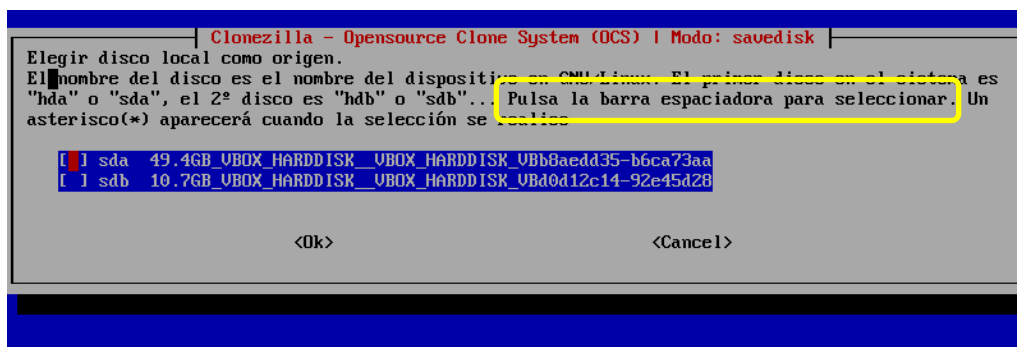 Clonezilla - Opensource Clone System (OCS) | Modo: savedisk
Elegir disco local como origen.
El nombre del disco es el nombre del dispositivo en GNU/Linux. El primer disco en el sistema es
"hda" o "sda", el 2º disco es "hdb" o "sdb"... Pulsa la barra espaciadora para seleccionar. Un
asterisco(*) aparecerá cuando la selección se realice
[ ] sda 49.4GB_VBOX_HARDDISK__VBOX_HARDDISK_VBb8aedd35-b6ca73aa
[ ] sdb 10.7GB_VBOX_HARDDISK__VBOX_HARDDISK_VBd0d12c14-92e45d28
<Ok> <Cancel>